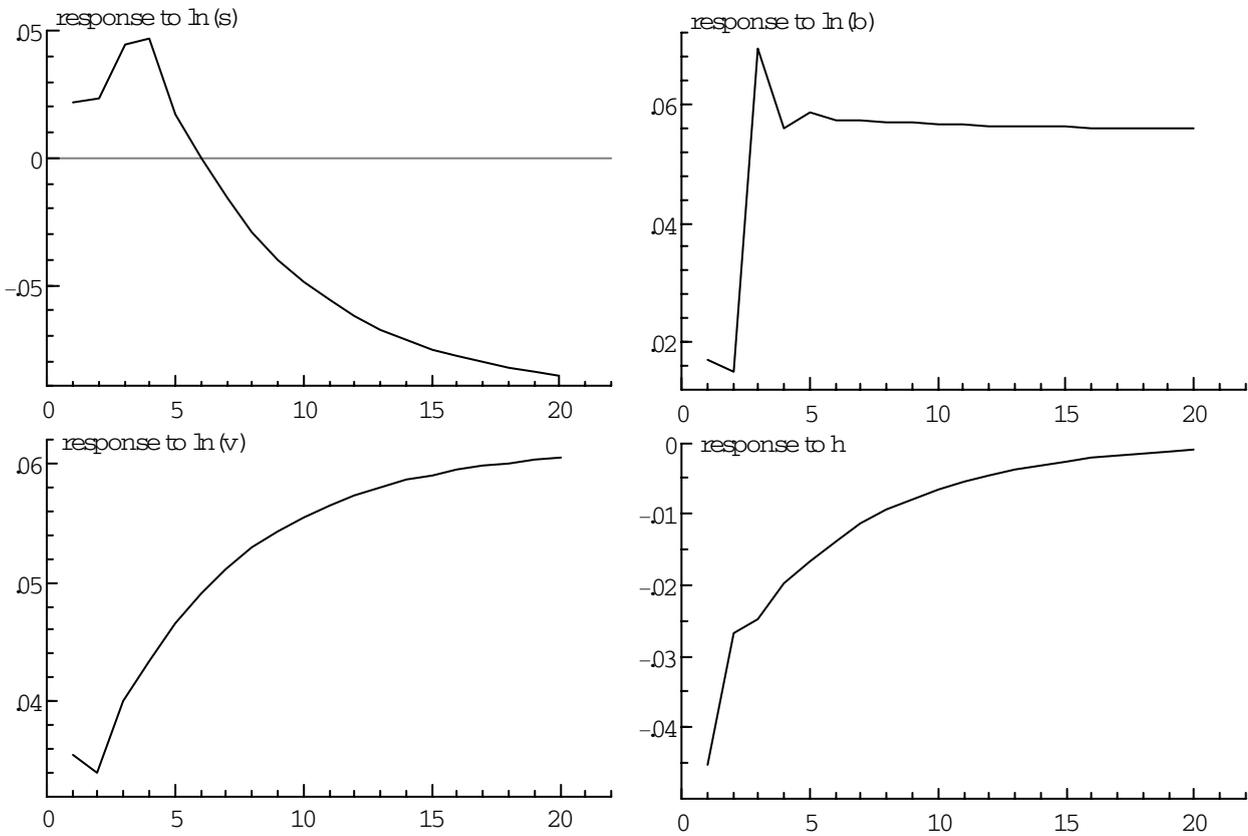 response to ln(s)
.05
0
-.05
0 5 10 15 20
response to ln(b)
.06
.04
.02
0 5 10 15 20
response to ln(v)
.06
.05
.04
0 5 10 15 20
response to h
0
-.01
-.02
-.03
-.04
0 5 10 15 20